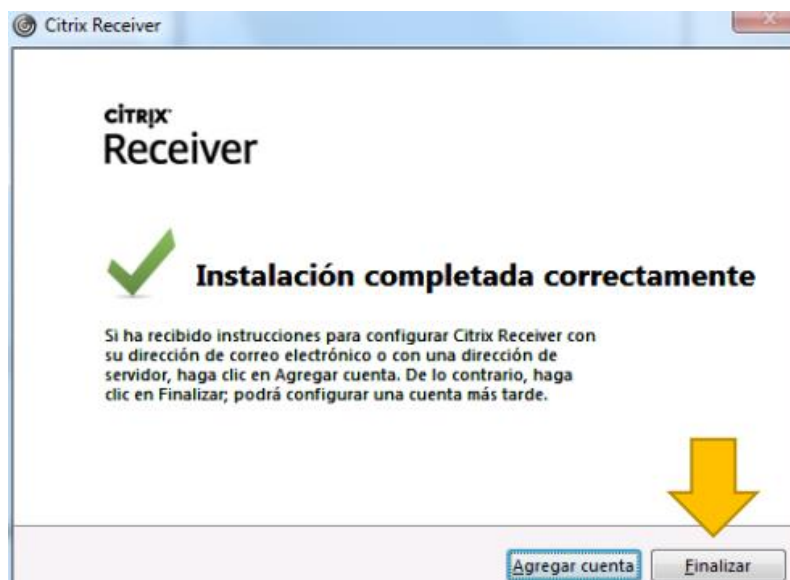 Citrix Receiver
CİTRIX
Receiver
Instalación completada correctamente
Si ha recibido instrucciones para configurar Citrix Receiver con
su dirección de correo electrónico o con una dirección de
servidor, haga clic en Agregar cuenta. De lo contrario, haga
clic en Finalizar; podrá configurar una cuenta más tarde.
Agregar cuenta
Finalizar